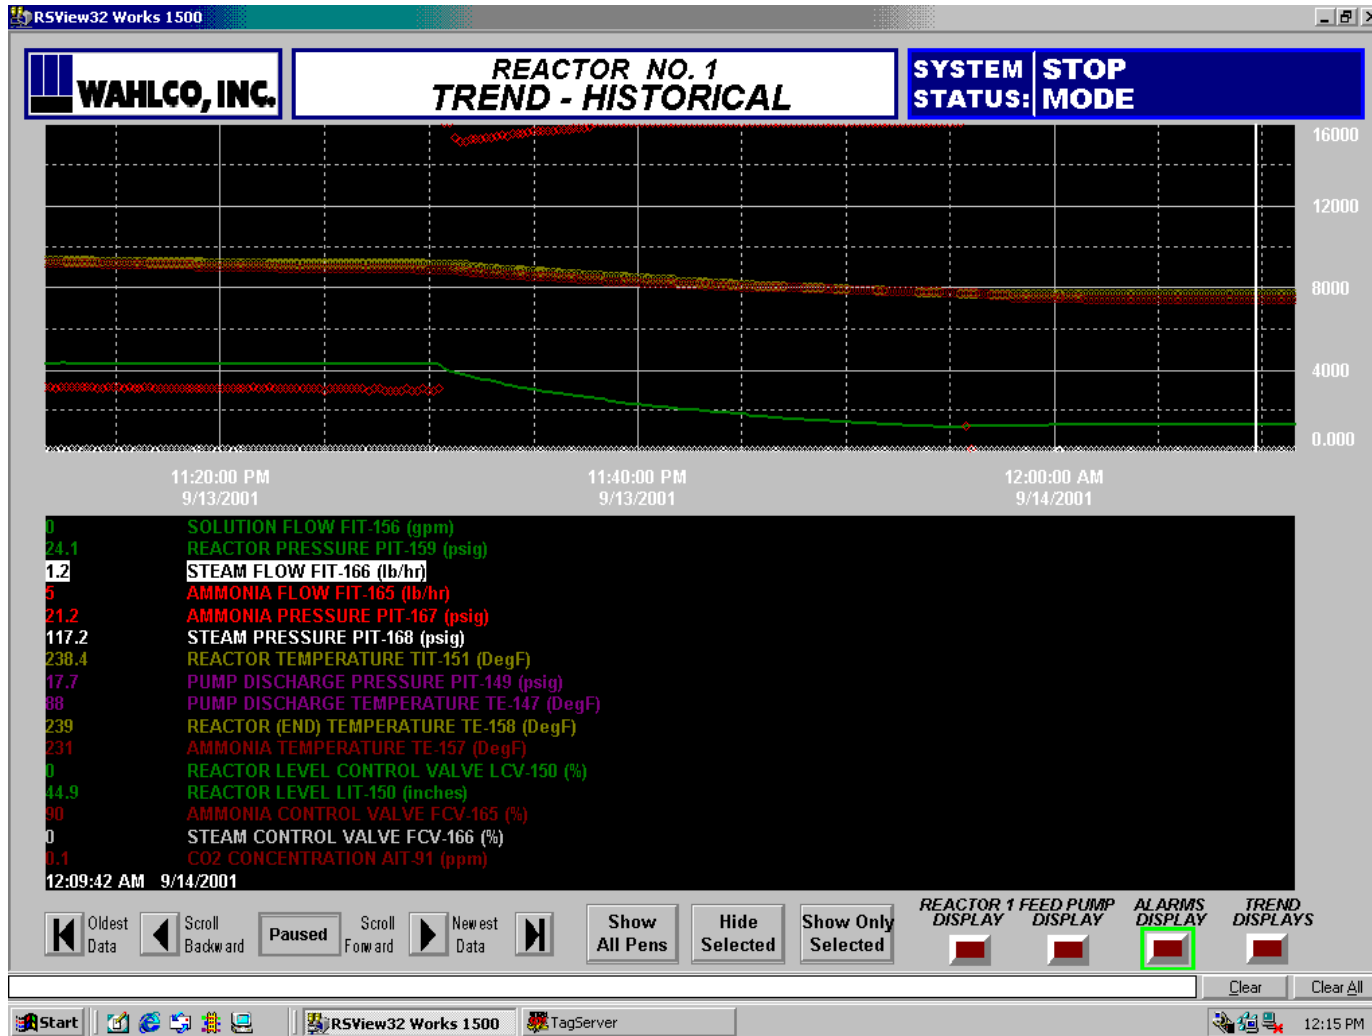 RSView32 Works 1500
WAHLCO, INC.
REACTOR NO. 1
TREND - HISTORICAL
SYSTEM STATUS:
STOP MODE
16000
12000
8000
4000
0.000
11:20:00 PM 11:40:00 PM 12:00:00 AM
9/13/2001 9/13/2001 9/14/2001
0 SOLUTION FLOW FIT-156 (gpm)
24.1 REACTOR PRESSURE PIT-159 (psig)
1.2 STEAM FLOW FIT-166 (lb/hr)
5 AMMONIA FLOW FIT-165 (lb/hr)
21.2 AMMONIA PRESSURE PIT-167 (psig)
117.2 STEAM PRESSURE PIT-168 (psig)
238.4 REACTOR TEMPERATURE TIT-151 (DegF)
17.7 PUMP DISCHARGE PRESSURE PIT-149 (psig)
88 PUMP DISCHARGE TEMPERATURE TE-147 (DegF)
239 REACTOR (END) TEMPERATURE TE-158 (DegF)
231 AMMONIA TEMPERATURE TE-157 (DegF)
0 REACTOR LEVEL CONTROL VALVE LCV-150 (%)
44.9 REACTOR LEVEL LIT-150 (inches)
90 AMMONIA CONTROL VALVE FCV-165 (%)
0 STEAM CONTROL VALVE FCV-166 (%)
0.1 CO2 CONCENTRATION AIT-91 (ppm)
12:09:42 AM 9/14/2001
Oldest Data
Scroll Backward
Paused
Scroll Forward
Newest Data
Show All Pens
Hide Selected
Show Only Selected
REACTOR 1 DISPLAY
FEED PUMP DISPLAY
ALARMS DISPLAY
TREND DISPLAYS
Clear Clear All
Start RSView32 Works 1500 TagServer 12:15 PM